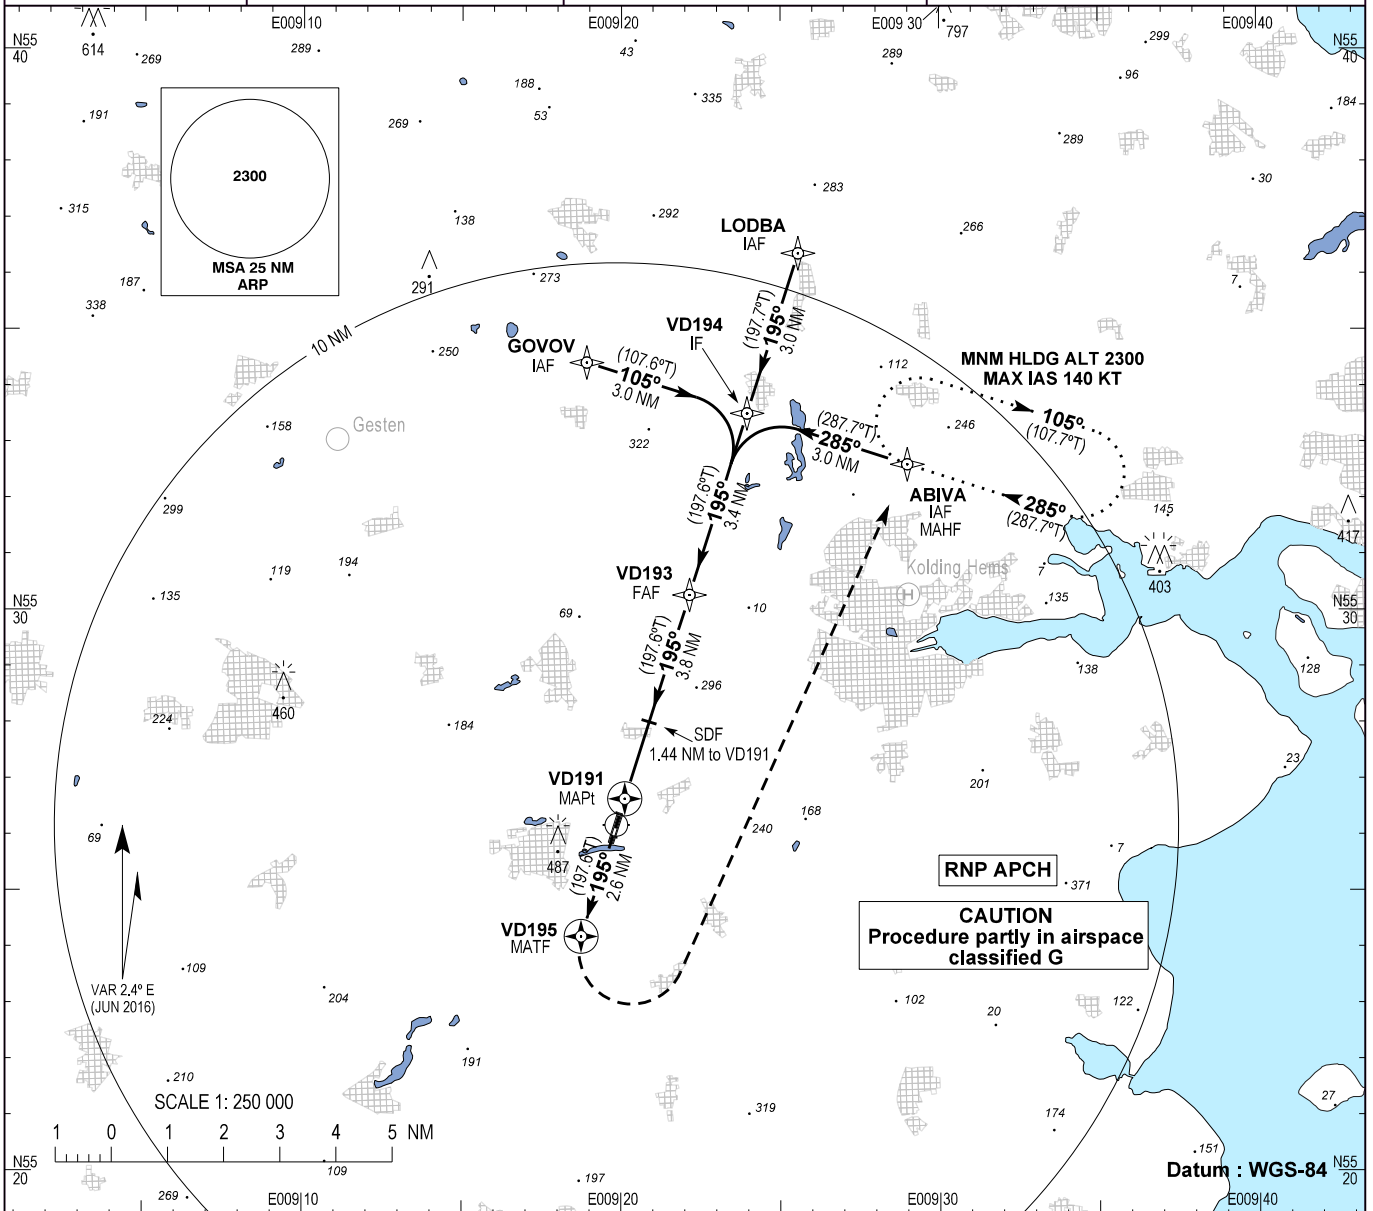 E009 10
E009 20
E009 30
E009 40
N55
40
N55
40
614
269
289
43
289
797
299
96
184
188
53
335
191
269
289
30
2300
MSA 25 NM
ARP
315
138
292
283
266
LODBA
IAF
187
338
291
273
7
10 NM
250
GOVOV
IAF
(107.6°T)
105°
3.0 NM
VD194
IF
(197.7°T)
195°
3.0 NM
112
MNM HLDG ALT 2300
MAX IAS 140 KT
105°
(107.7°T)
246
158
Gesten
322
(287.7°T)
285°
3.0 NM
ABIVA
IAF
MAHF
285°
(287.7°T)
145
417
403
299
(197.6°T)
195°
3.4 NM
194
119
135
VD193
FAF
69
10
Kolding Hems
H
7
135
N55
30
N55
30
138
128
(197.6°T)
195°
3.8 NM
296
460
224
184
SDF
1.44 NM to VD191
201
23
VD191
MAPt
168
240
487
69
7
(197.6°T)
195°
2.6 NM
RNP APCH
371
CAUTION
Procedure partly in airspace
classified G
VD195
MATF
109
204
102
20
122
VAR 2.4° E
(JUN 2016)
191
210
319
174
27
SCALE 1: 250 000
1 0 1 2 3 4 5 NM
109
151
Datum : WGS-84
N55
20
N55
20
269
197
E009 10
E009 20
E009 30
E009 40